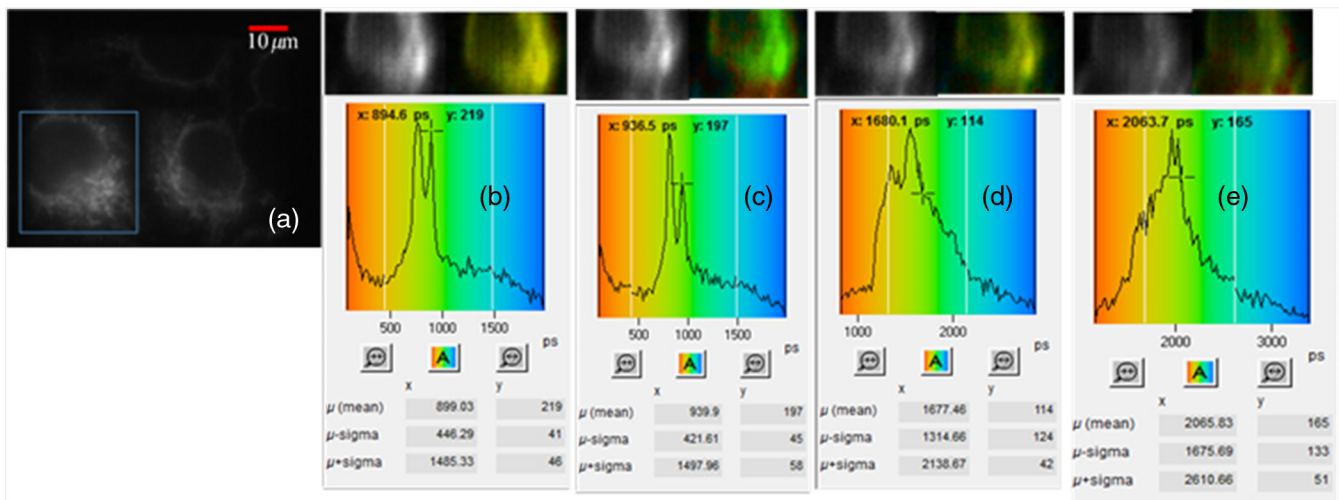 10 μm
(a)
x: 894.6 ps y: 219
(b)
500 1000 1500
ps
A
x y
μ (mean) 899.03 219
μ-sigma 446.29 41
μ+sigma 1485.33 46
x: 936.5 ps y: 197
(c)
500 1000 1500
ps
A
x y
μ (mean) 939.9 197
μ-sigma 421.61 45
μ+sigma 1497.96 58
x: 1680.1 ps y: 114
(d)
1000 2000
ps
A
x y
μ (mean) 1677.46 114
μ-sigma 1314.66 124
μ+sigma 2138.67 42
x: 2063.7 ps y: 165
(e)
2000 3000
ps
A
x y
μ (mean) 2065.83 165
μ-sigma 1675.69 133
μ+sigma 2610.66 51